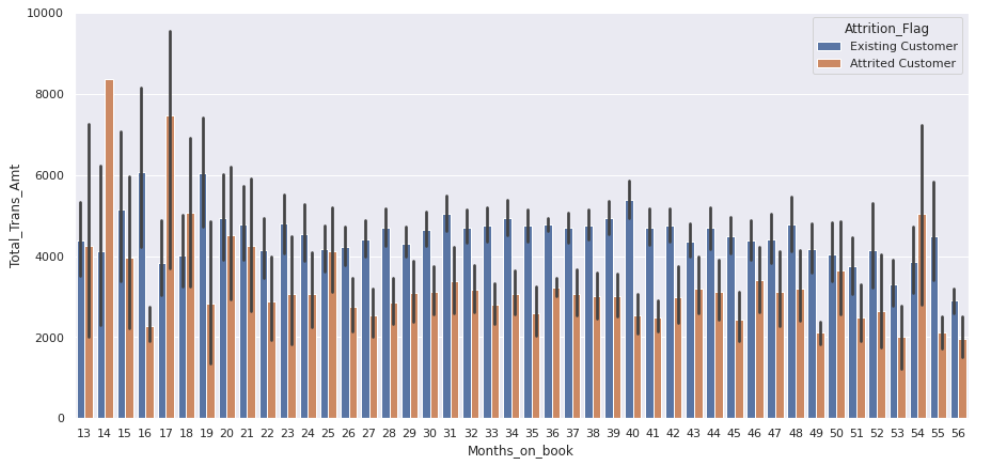 10000
8000
6000
4000
2000
0
Total_Trans_Amt
Attrition_Flag
Existing Customer
Attrited Customer
13 14 15 16 17 18 19 20 21 22 23 24 25 26 27 28 29 30 31 32 33 34 35 36 37 38 39 40 41 42 43 44 45 46 47 48 49 50 51 52 53 54 55 56
Months_on_book